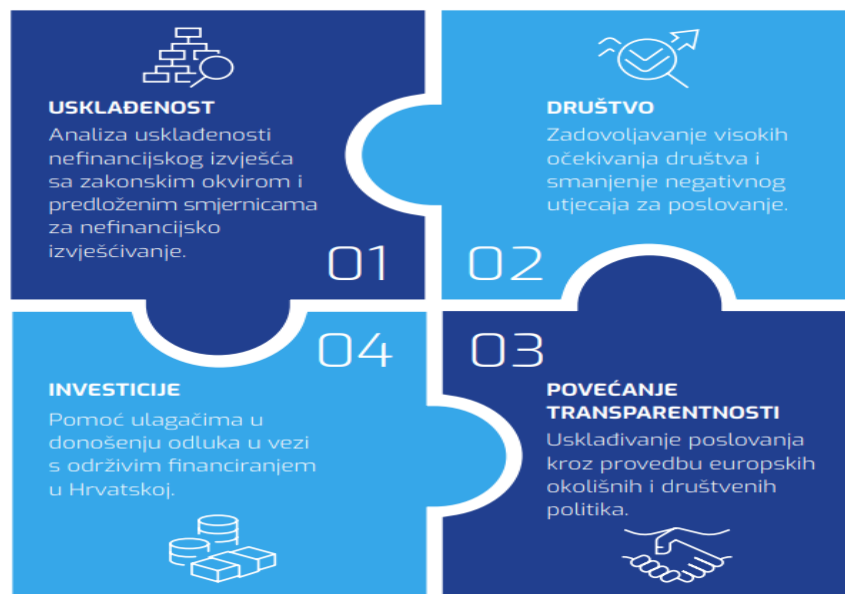 USKLAĐENOST
Analiza usklađenosti
nefinancijskog izvješća
sa zakonskim okvirom i
predloženim smjernicama
za nefinancijsko
izvješćivanje.
01
DRUŠTVO
Zadovoljavanje visokih
očekivanja društva i
smanjenje negativnog
utjecaja za poslovanje.
02
03
POVEĆANJE
TRANSPARENTNOSTI
Usklađivanje poslovanja
kroz provedbu europskih
okolišnih i društvenih
politika.
04
INVESTICIJE
Pomoć ulagačima u
donošenju odluka u vezi
s održivim financiranjem
u Hrvatskoj.